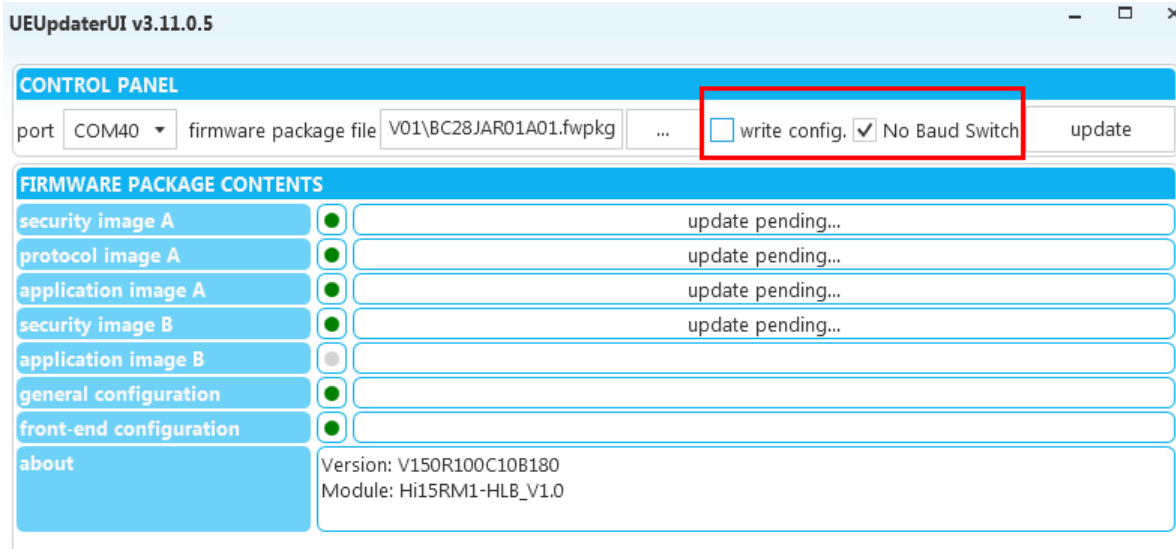 UEUpdaterUI v3.11.0.5
CONTROL PANEL
port COM40 firmware package file V01\BC28JAR01A01.fwpkg ... write config. No Baud Switch update
FIRMWARE PACKAGE CONTENTS
security image A update pending...
protocol image A update pending...
application image A update pending...
security image B update pending...
application image B
general configuration
front-end configuration
about Version: V150R100C10B180
Module: Hi15RM1-HLB_V1.0